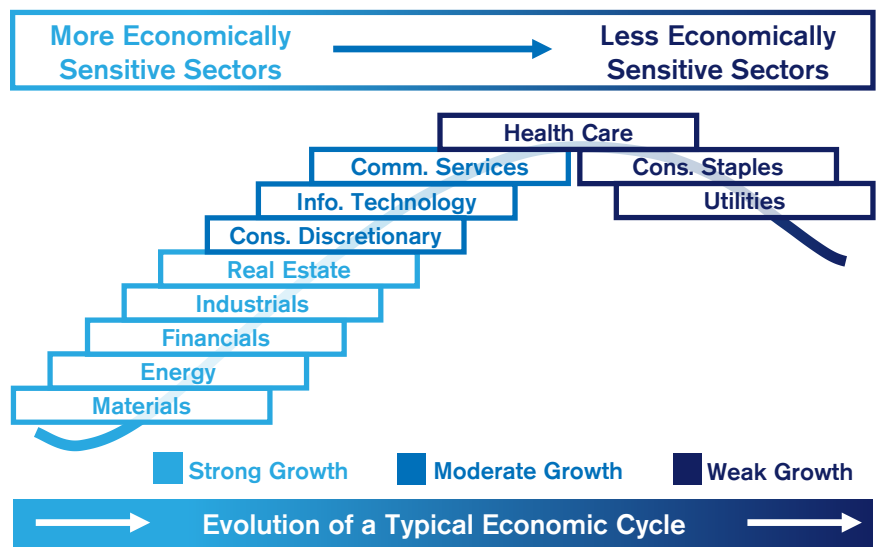 More Economically
Sensitive Sectors
Less Economically
Sensitive Sectors
Health Care
Comm. Services
Cons. Staples
Info. Technology
Utilities
Cons. Discretionary
Real Estate
Industrials
Financials
Energy
Materials
Strong Growth
Moderate Growth
Weak Growth
Evolution of a Typical Economic Cycle